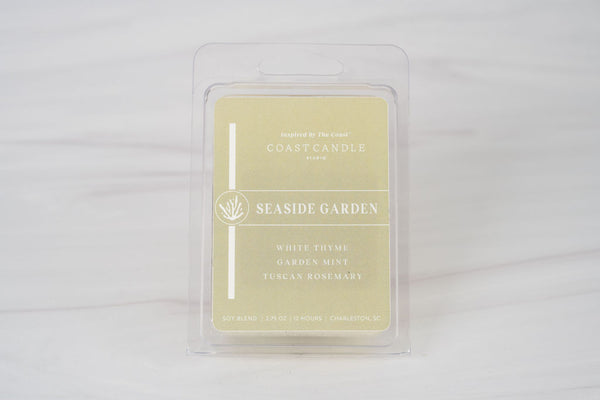 Inspired by The Coast®
COAST CANDLE
STUDIO
SEASIDE GARDEN
WHITE THYME
GARDEN MINT
TUSCAN ROSEMARY
SOY BLEND | 2.75 OZ | 12 HOURS | CHARLESTON, SC